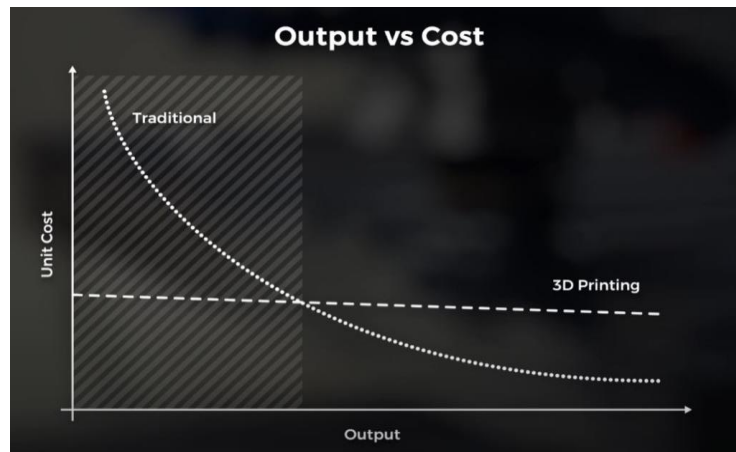 Output vs Cost
Traditional
Unit Cost
3D Printing
Output